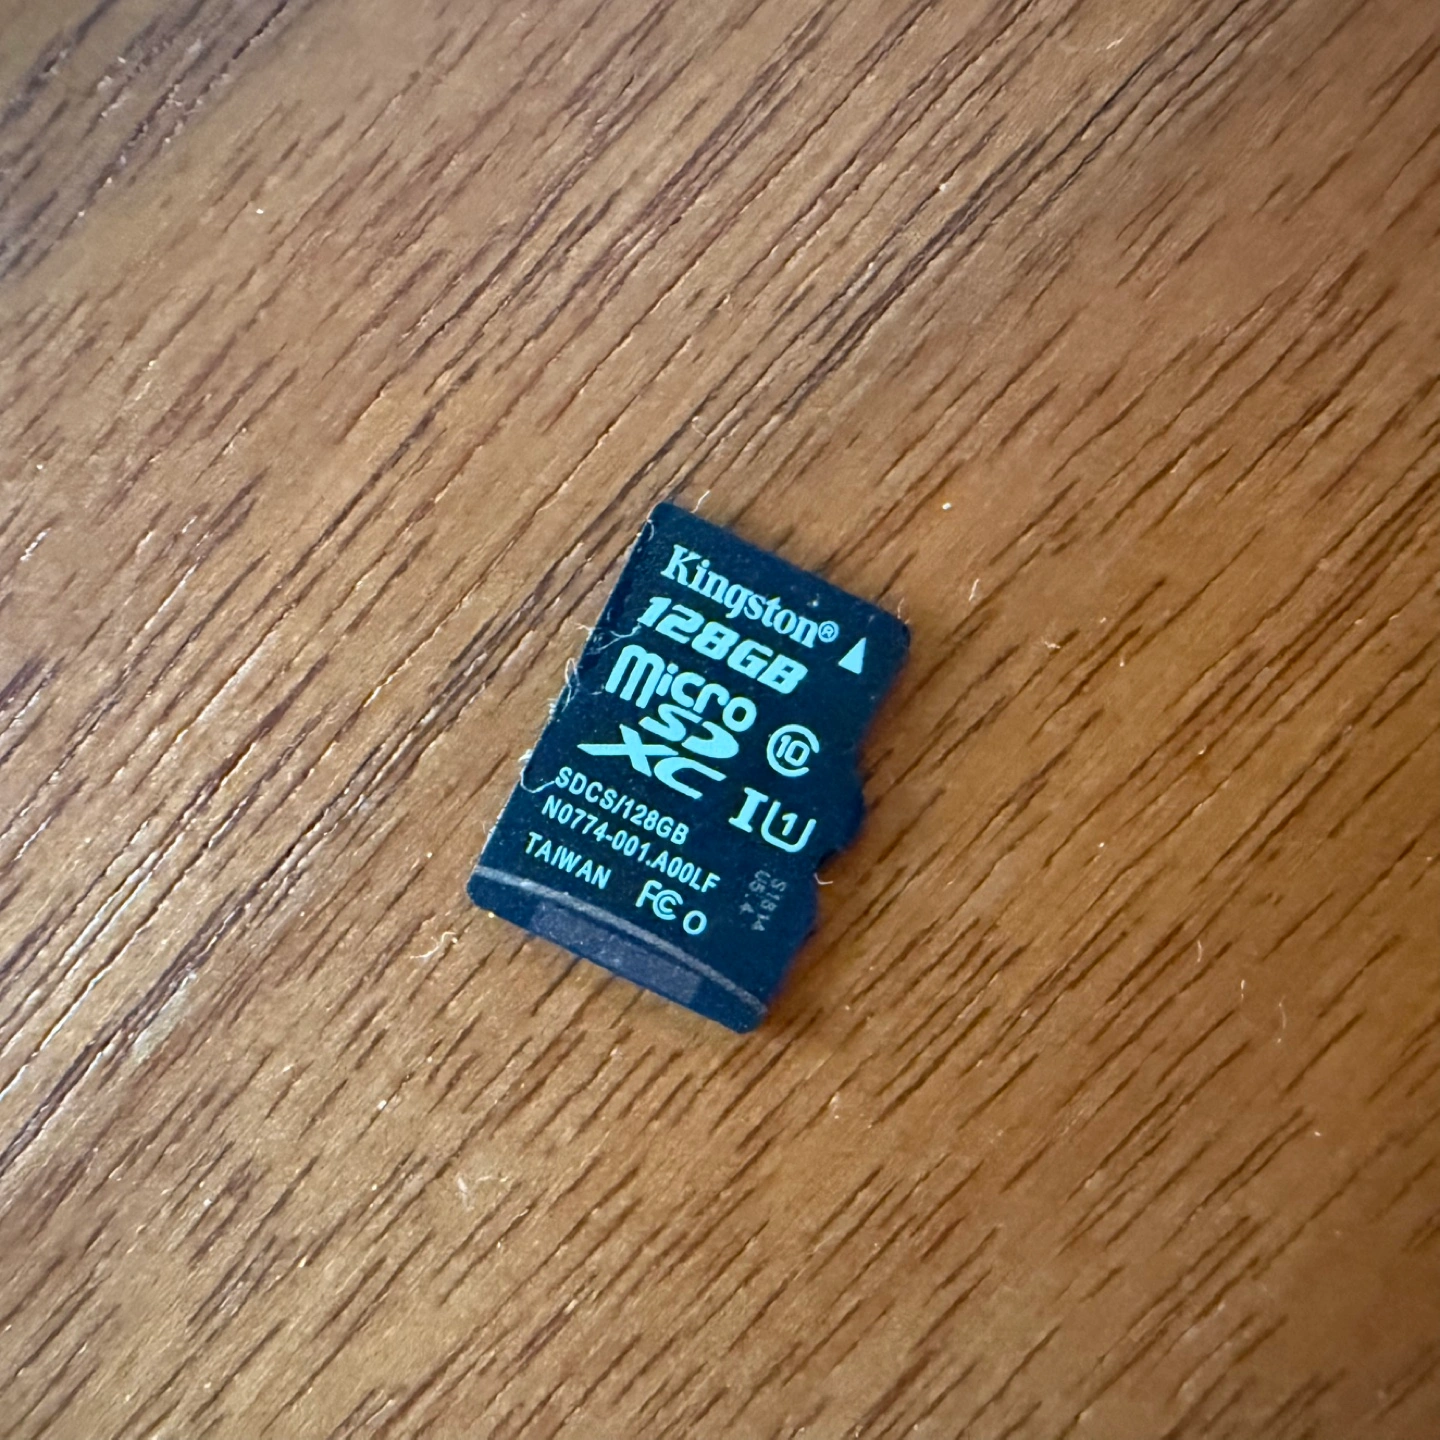 Kingston®
128GB
micro
SD
XC
10
I U1
SDCS/128GB
N0774-001.A00LF
TAIWAN FC